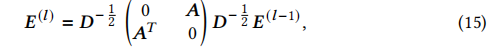 E^{(l)} = D^{-\frac{1}{2}} \begin{pmatrix} 0 & A \\ A^T & 0 \end{pmatrix} D^{-\frac{1}{2}} E^{(l-1)}, (15)